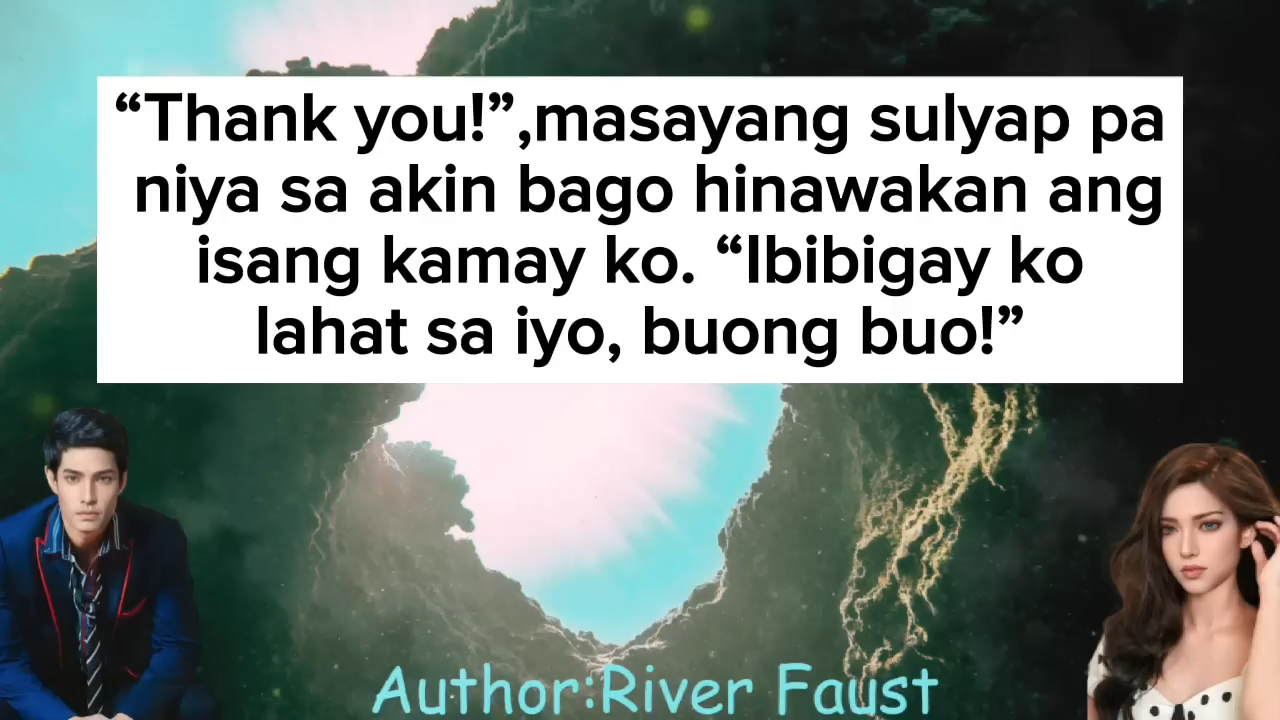 “Thank you!”,masayang sulyap pa
niya sa akin bago hinawakan ang
isang kamay ko. “Ibibigay ko
lahat sa iyo, buong buo!”
Author:River Faust